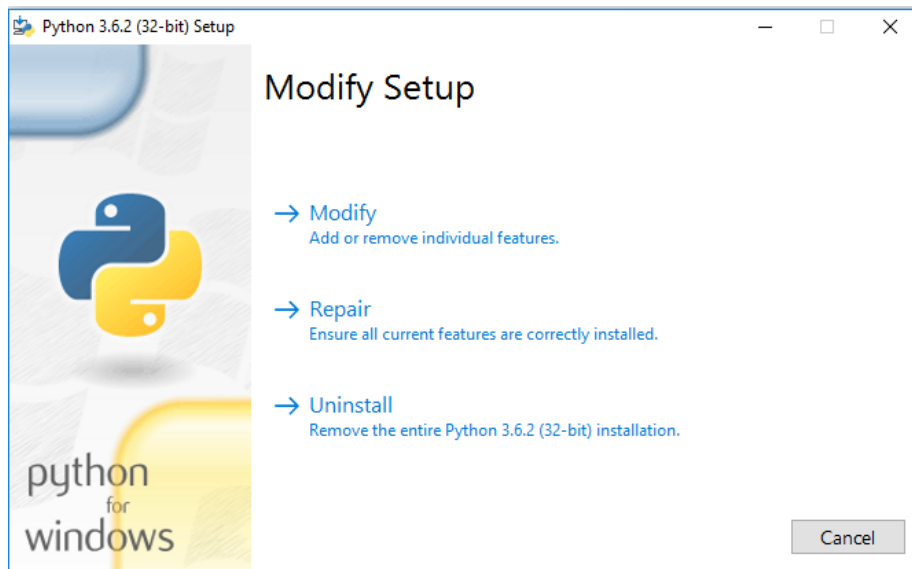 Python 3.6.2 (32-bit) Setup
Modify Setup
Modify
Add or remove individual features.
Repair
Ensure all current features are correctly installed.
Uninstall
Remove the entire Python 3.6.2 (32-bit) installation.
python
for
windows
Cancel